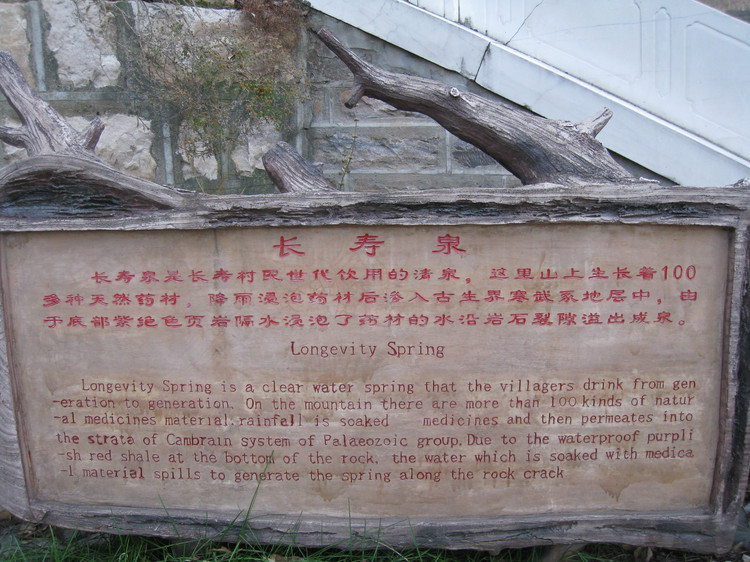 长寿泉
长寿泉是长寿村民世代饮用的清泉。这里山上生长着100
多种天然药材，降雨浸泡药材后渗入古生界寒武系地层中，由
于底部紫绝色页岩隔水浸泡了药材的水沿岩石裂隙溢出成泉。
Longevity Spring
Longevity Spring is a clear water spring that the villagers drink from gen
-eration to generation. On the mountain there are more than 100 kinds of natur
-al medicines material. rainfall is soaked medicines and then permeates into
the strata of Cambrain system of Palaeozoic group. Due to the waterproof purpli
-sh red shale at the bottom of the rock, the water which is soaked with medica
-l material spills to generate the spring along the rock crack